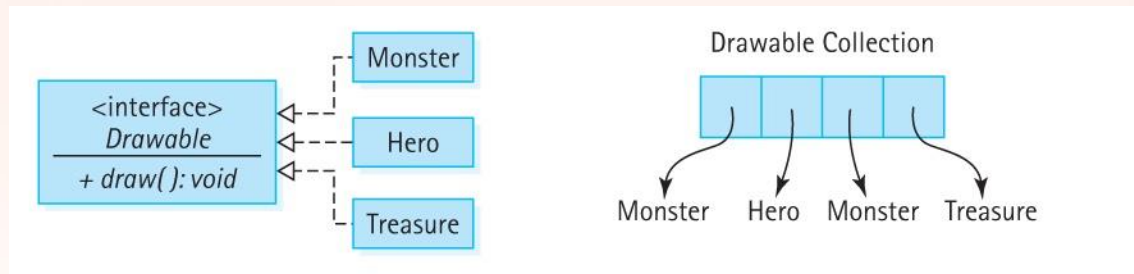 <interface>
Drawable
+ draw( ): void
Monster
Hero
Treasure
Drawable Collection
Monster Hero Monster Treasure